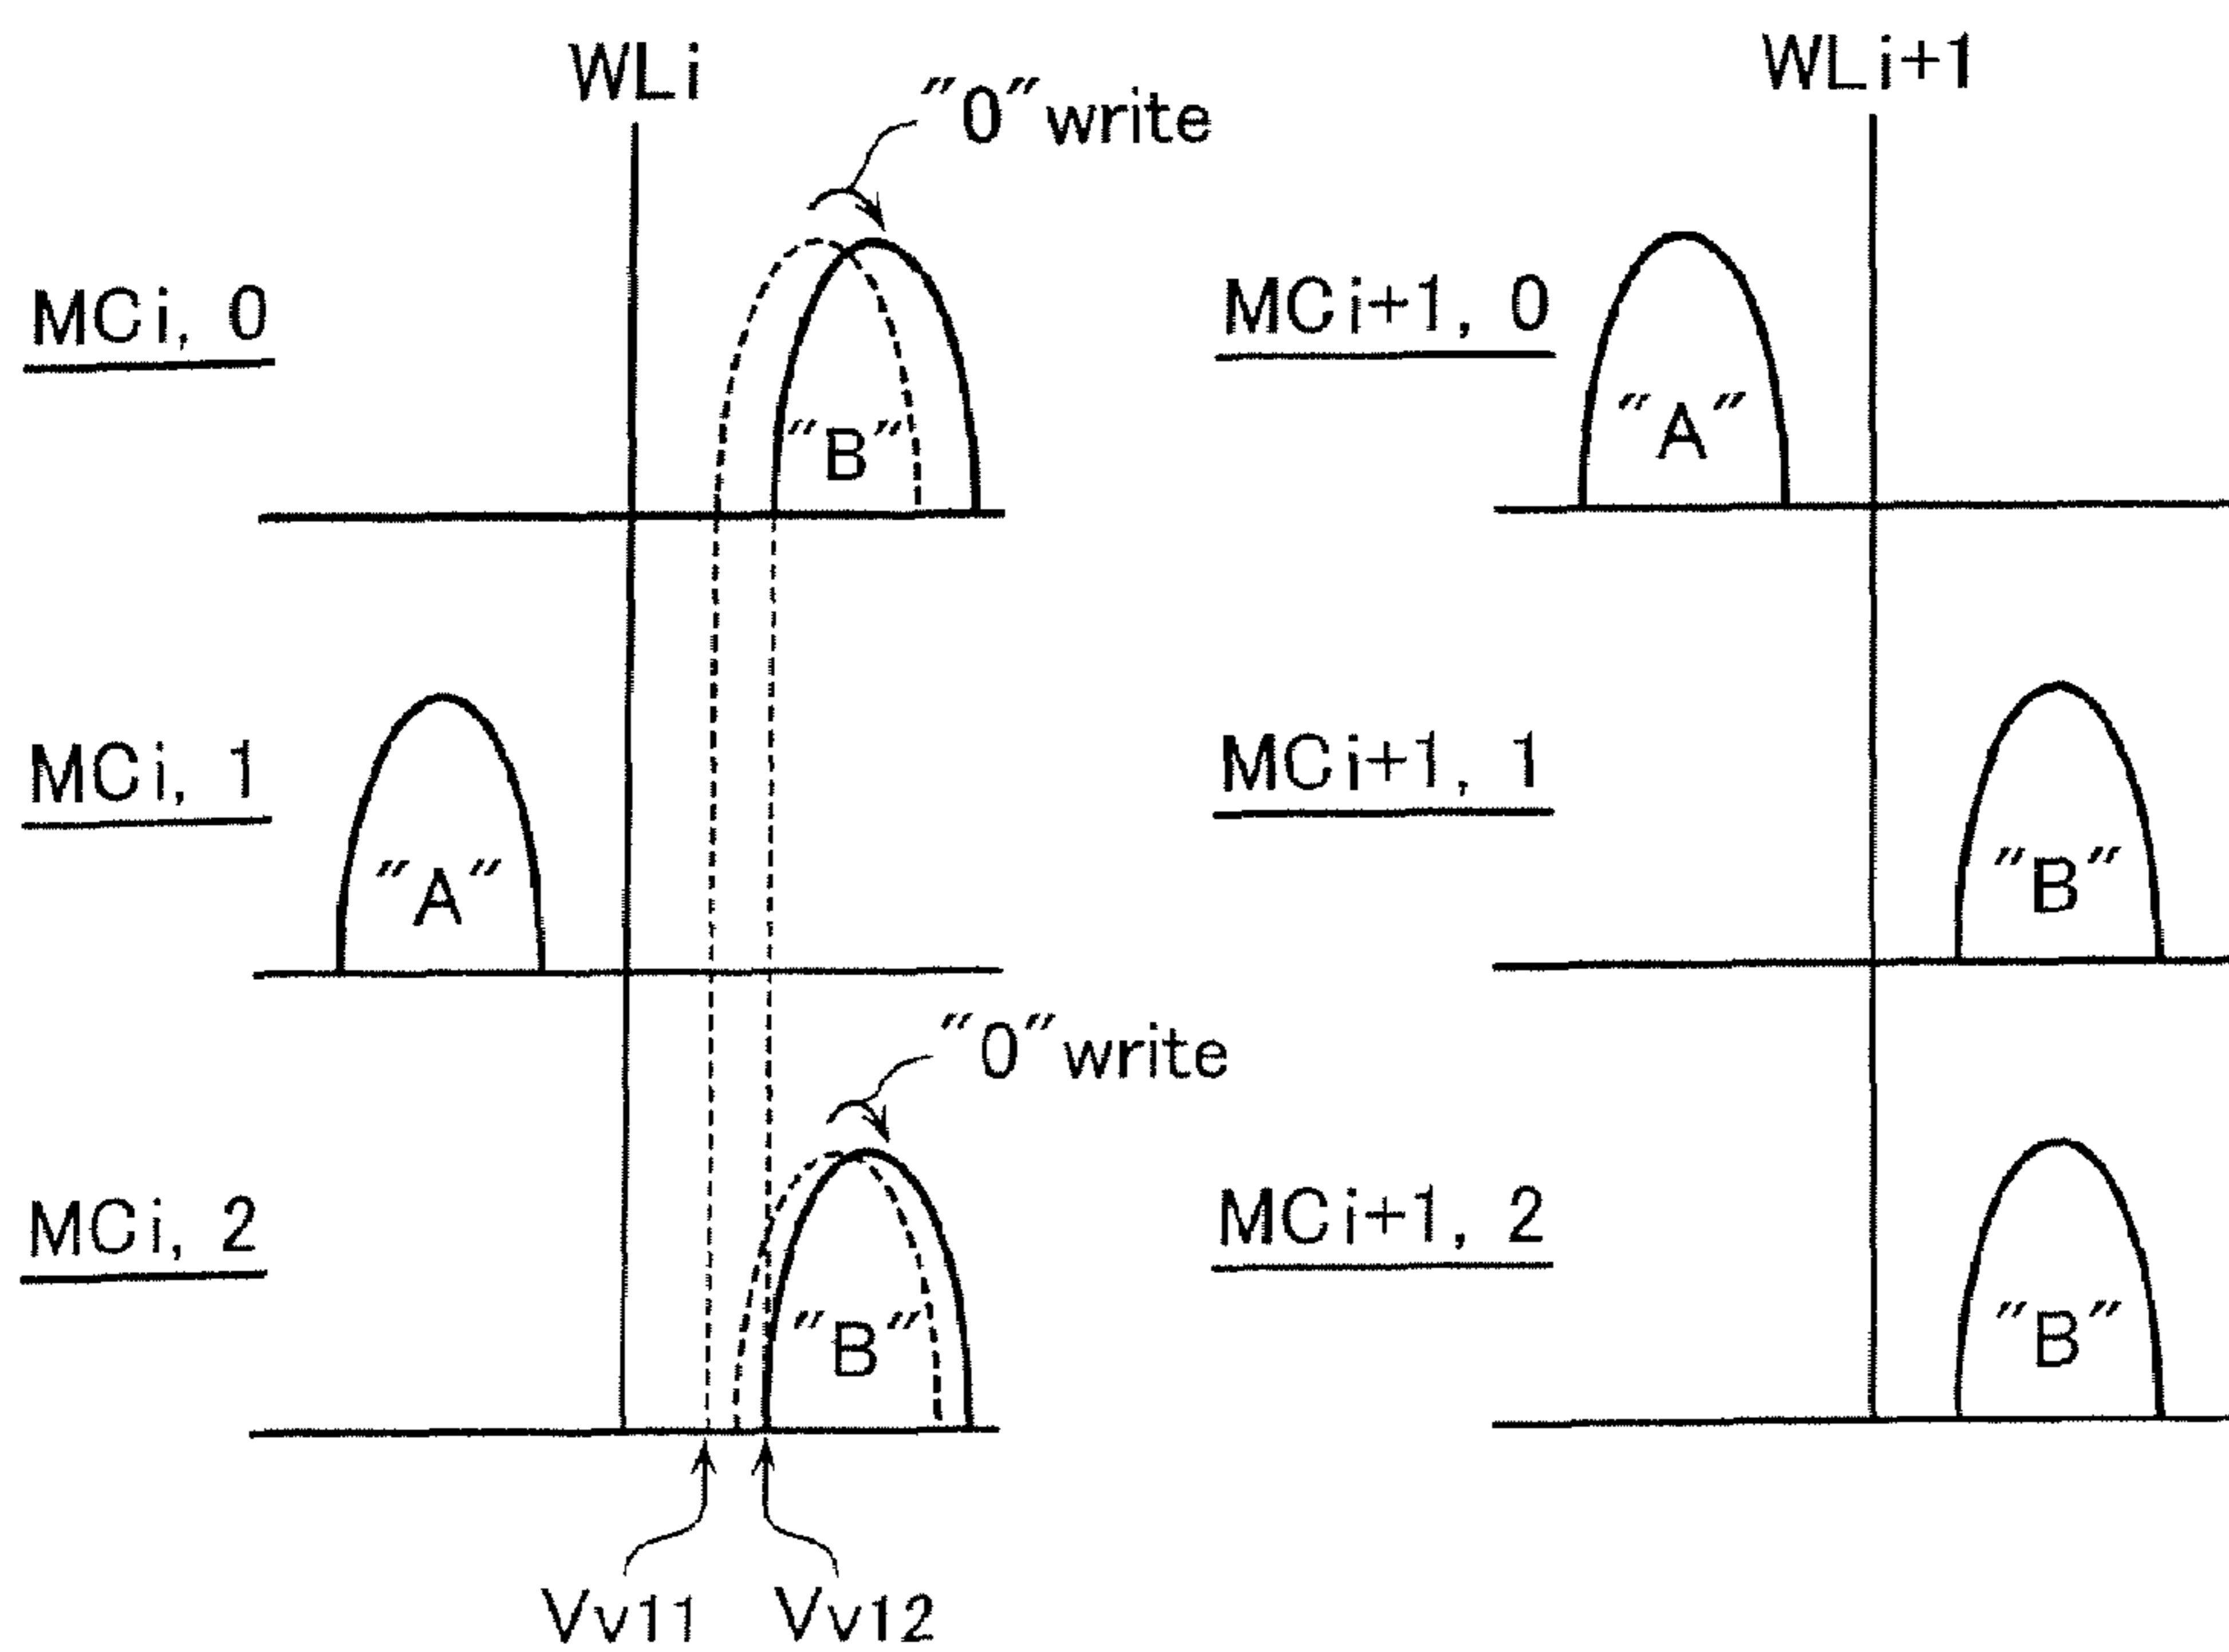 WLi
"0"write
MCi, 0
"B"
MCi, 1
"A"
"0"write
MCi, 2
"B"
Vv11
Vv12
WLi+1
MCi+1, 0
"A"
MCi+1, 1
"B"
MCi+1, 2
"B"